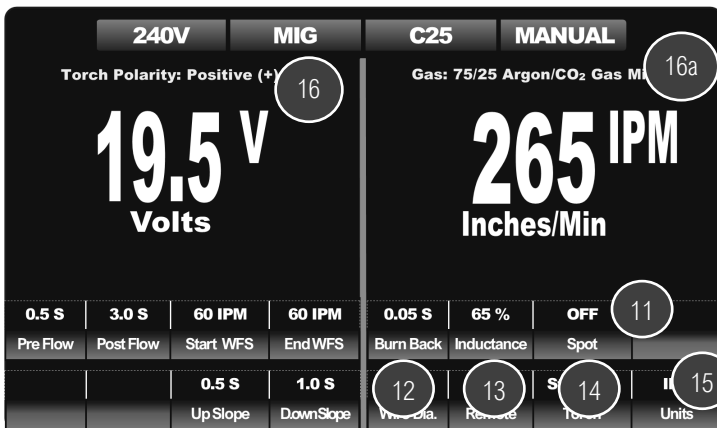 240V MIG C25 MANUAL
Torch Polarity: Positive (+) 16
Gas: 75/25 Argon/CO₂ Gas 16a
19.5 V
Volts
265 IPM
Inches/Min
0.5 S 3.0 S 60 IPM 60 IPM 0.05 S 65 % OFF 11
Pre Flow Post Flow Start WFS End WFS Burn Back Inductance Spot
0.5 S 1.0 S 12 13 14 15
Up Slope DownSlope Dia. Units